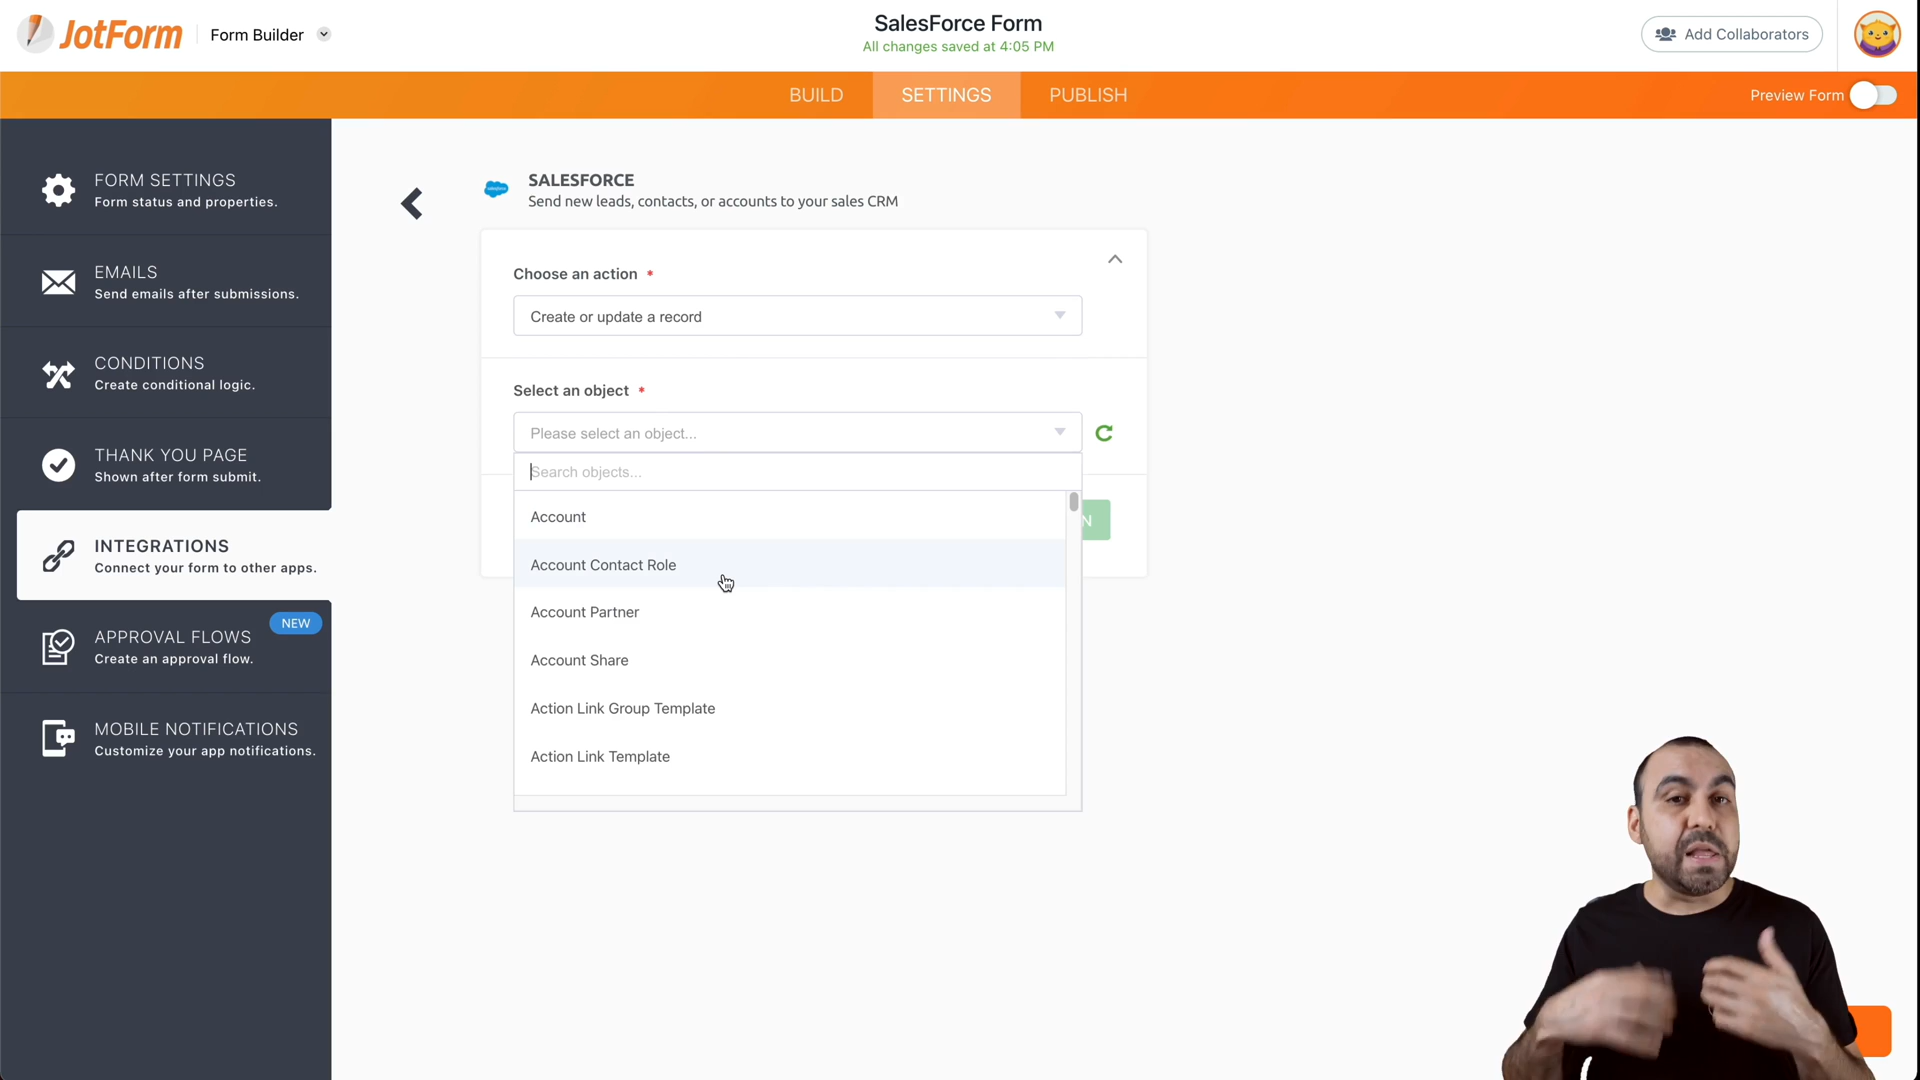 JotForm
Form Builder
SalesForce Form
All changes saved at 4:05 PM
Add Collaborators
BUILD
SETTINGS
PUBLISH
Preview Form
FORM SETTINGS
Form status and properties.
EMAILS
Send emails after submissions.
CONDITIONS
Create conditional logic.
THANK YOU PAGE
Shown after form submit.
INTEGRATIONS
Connect your form to other apps.
NEW
APPROVAL FLOWS
Create an approval flow.
MOBILE NOTIFICATIONS
Customize your app notifications.
SALESFORCE
Send new leads, contacts, or accounts to your sales CRM
Choose an action *
Create or update a record
Select an object *
Please select an object...
Search objects...
Account
N
Account Contact Role
Account Partner
Account Share
Action Link Group Template
Action Link Template